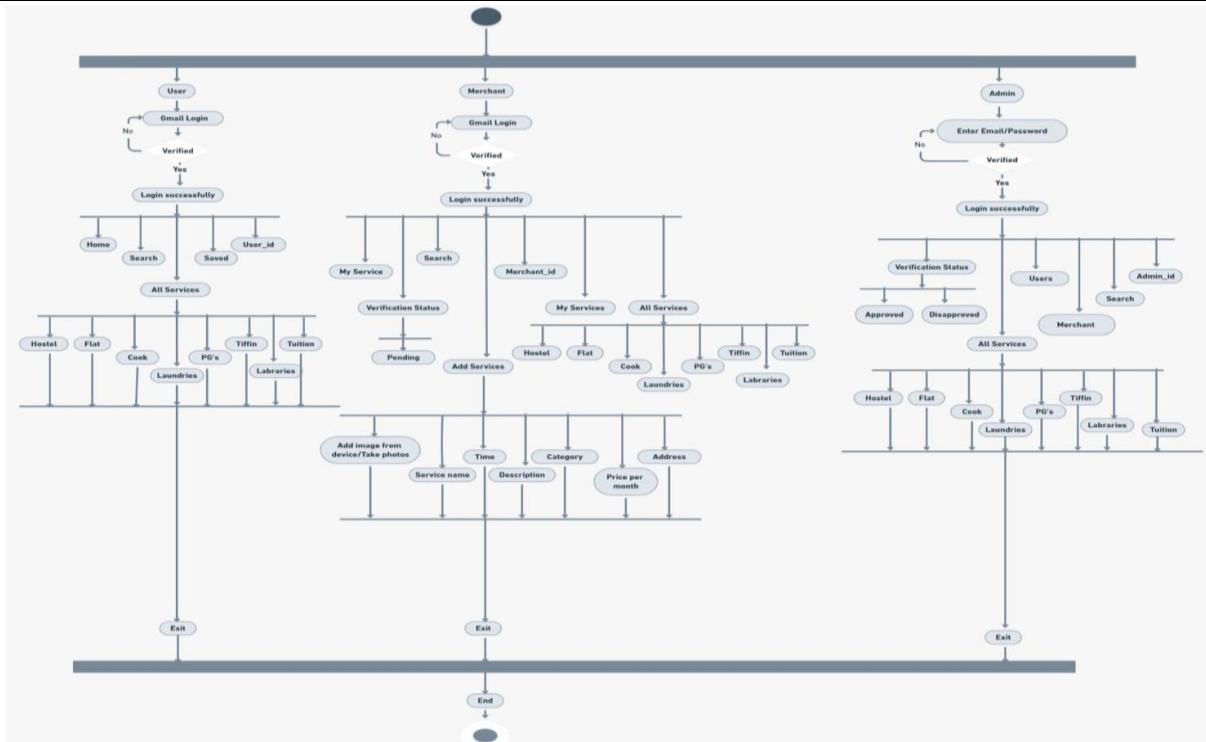 User
Gmail Login
No
Verified
Yes
Login successfully
Home
Search
Saved
User_id
All Services
Hostel
Flat
Cook
Laundries
PG's
Tiffin
Labraries
Tuition
Exit
Merchant
Gmail Login
No
Verified
Yes
Login successfully
My Service
Verification Status
Pending
Search
Add Services
Merchant_id
My Services
All Services
Hostel
Flat
Cook
Laundries
PG's
Tiffin
Labraries
Tuition
Add image from
device/Take photos
Service name
Time
Description
Category
Price per
month
Address
Exit
Admin
Enter Email/Password
No
Verified
Yes
Login successfully
Verification Status
Approved
Disapproved
All Services
Users
Merchant
Search
Admin_id
Hostel
Flat
Cook
Laundries
PG's
Tiffin
Labraries
Tuition
Exit
End